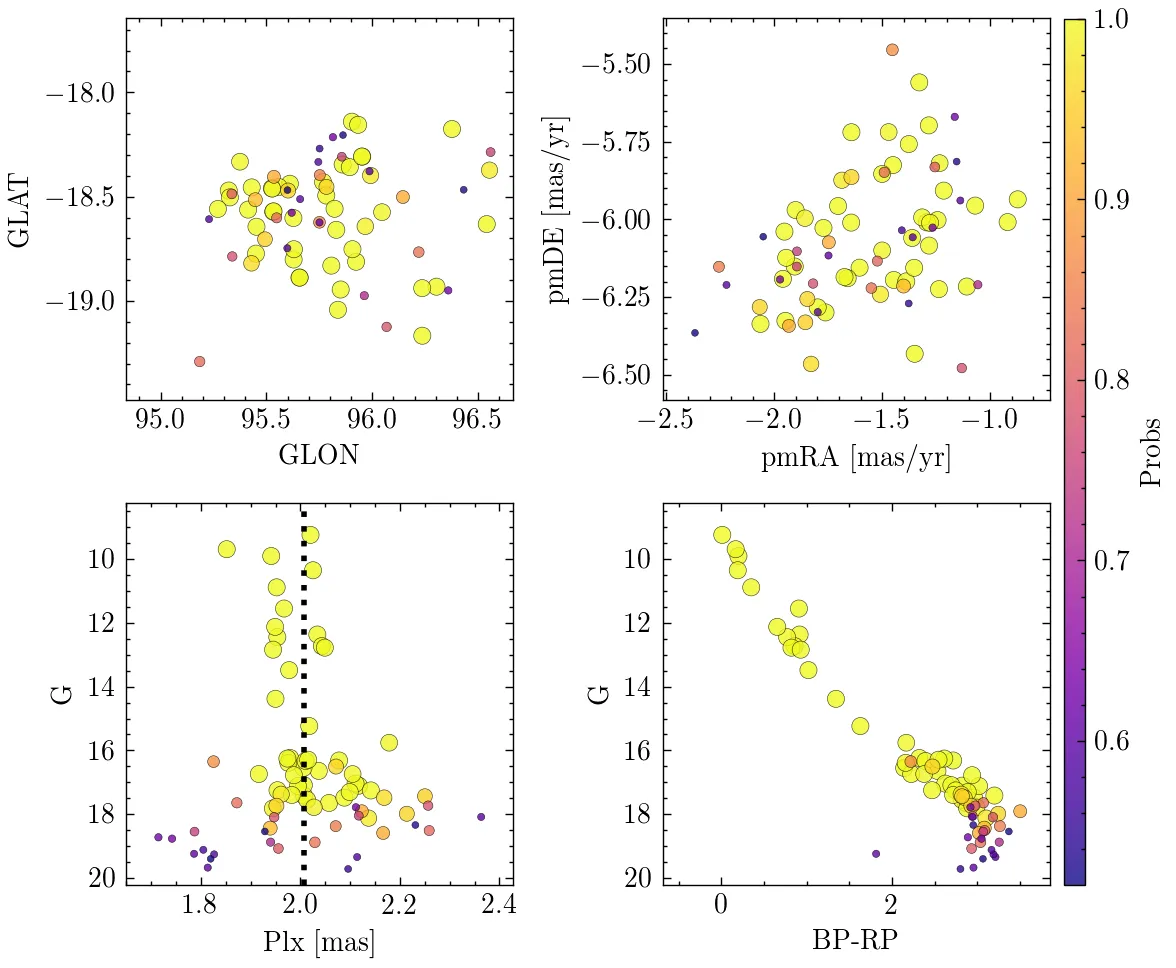 −18.0
−18.5
−19.0
GLAT
95.0 95.5 96.0 96.5
GLON
−5.50
−5.75
−6.00
−6.25
−6.50
pmDE [mas/yr]
−2.5 −2.0 −1.5 −1.0
pmRA [mas/yr]
10
12
14
16
18
20
G
1.8 2.0 2.2 2.4
Plx [mas]
10
12
14
16
18
20
G
0 2
BP-RP
1.0
0.9
0.8
0.7
0.6
Probs